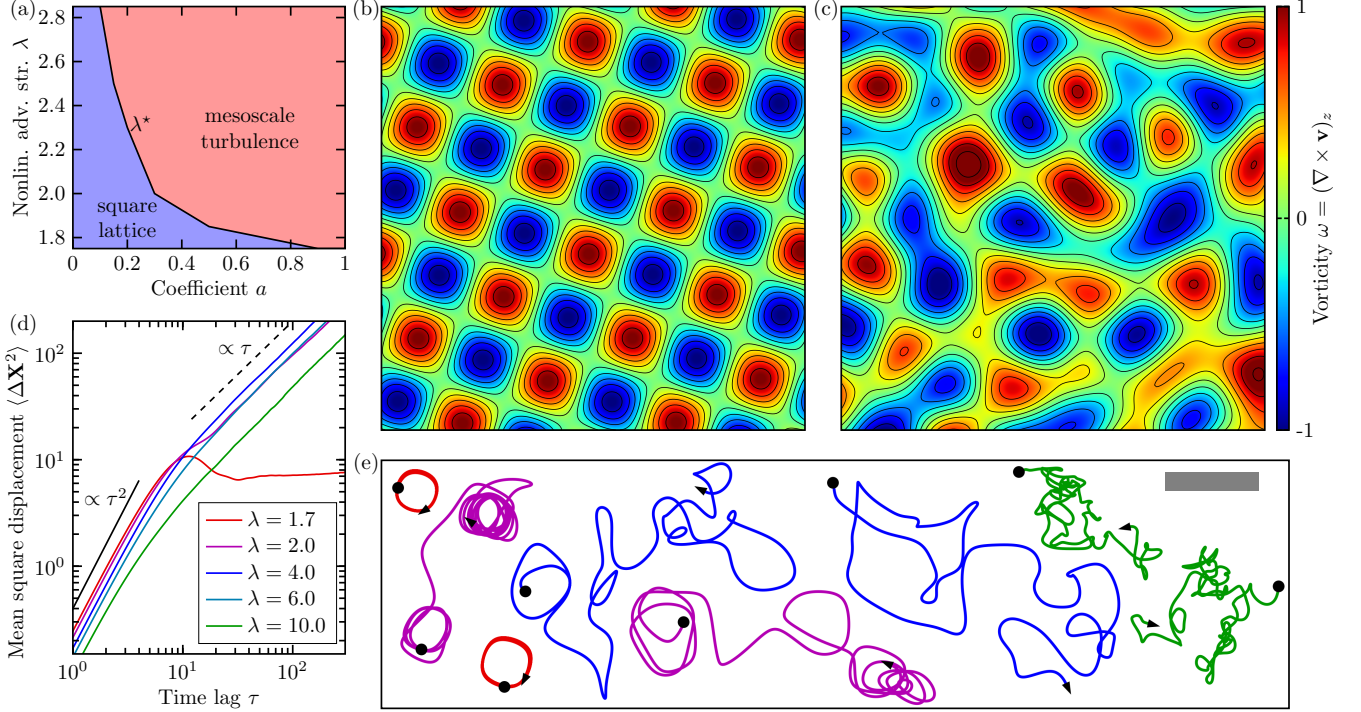 (a)
Nonlin. adv. str. λ
2.8
2.6
2.4
2.2
2.0
1.8
λ⋆
mesoscale
turbulence
square
lattice
0 0.2 0.4 0.6 0.8 1
Coefficient a
(b)
(c)
1
0
-1
Vorticity ω = (∇ × v)z
(d)
Mean square displacement ⟨ΔX²⟩
10²
10¹
10⁰
∝ τ
∝ τ²
λ = 1.7
λ = 2.0
λ = 4.0
λ = 6.0
λ = 10.0
10⁰ 10¹ 10²
Time lag τ
(e)